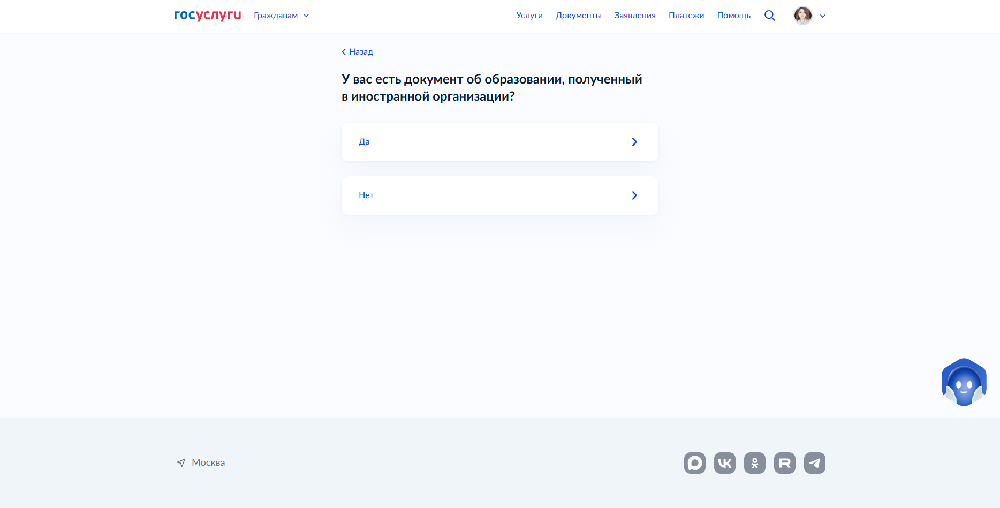 госуслуги Гражданам Услуги Документы Заявления Платежи Помощь
Назад
У вас есть документ об образовании, полученный
в иностранной организации?
Да
Нет
Москва